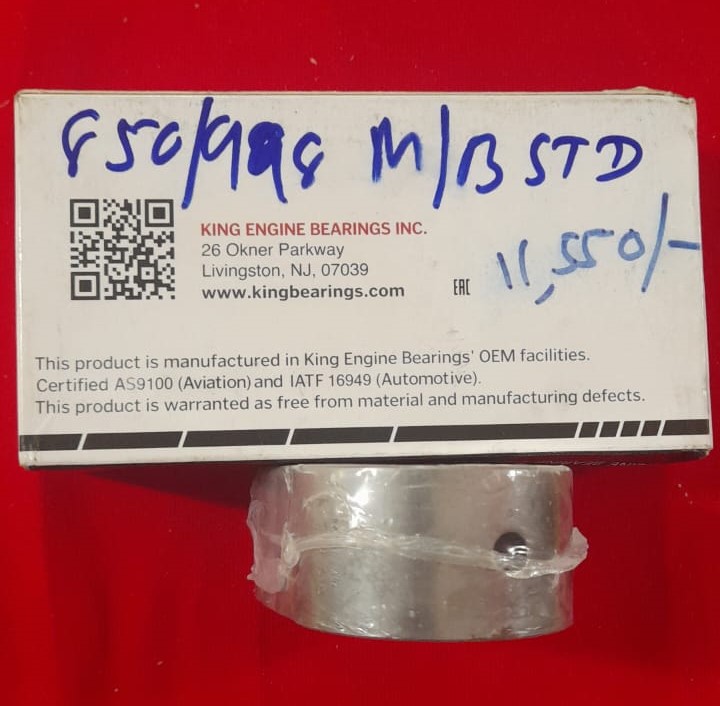 850/998 M/B STD
KING ENGINE BEARINGS INC.
26 Okner Parkway
Livingston, NJ, 07039
www.kingbearings.com
EAC
11,550/-
This product is manufactured in King Engine Bearings' OEM facilities.
Certified AS9100 (Aviation) and IATF 16949 (Automotive).
This product is warranted as free from material and manufacturing defects.